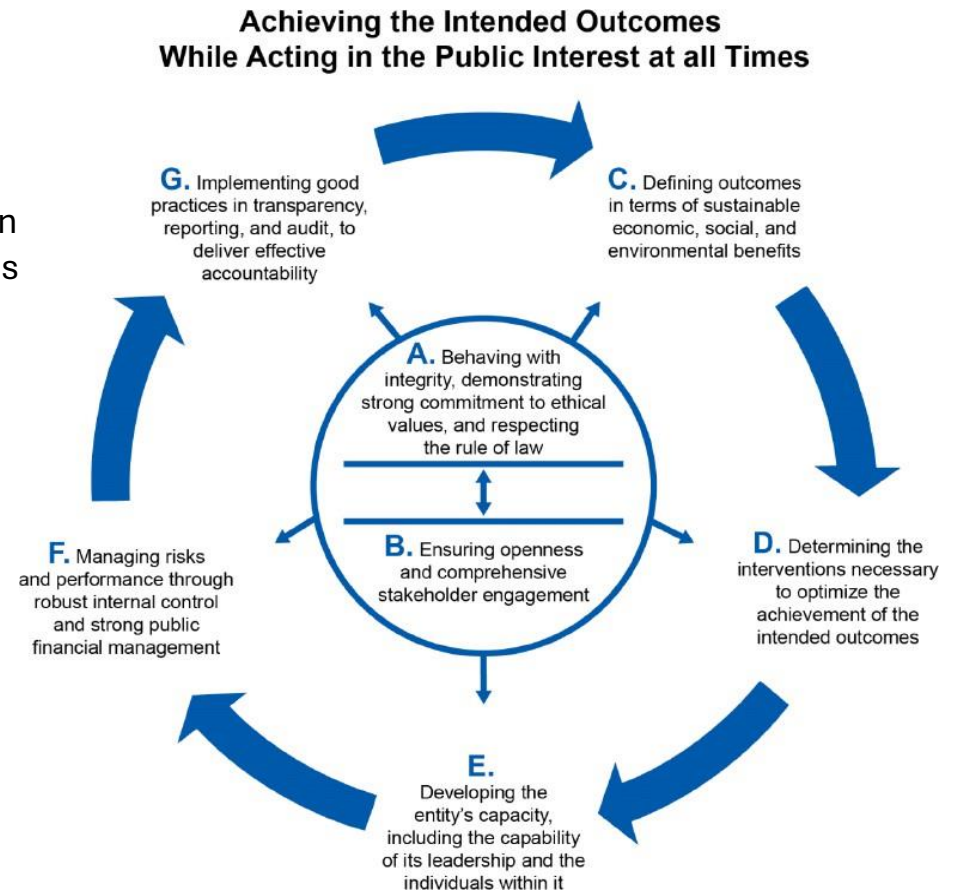 Achieving the Intended Outcomes
While Acting in the Public Interest at all Times
G. Implementing good
practices in transparency,
reporting, and audit, to
deliver effective
accountability
C. Defining outcomes
in terms of sustainable
economic, social, and
environmental benefits
A. Behaving with
integrity, demonstrating
strong commitment to ethical
values, and respecting
the rule of law
B. Ensuring openness
and comprehensive
stakeholder engagement
F. Managing risks
and performance through
robust internal control
and strong public
financial management
D. Determining the
interventions necessary
to optimize the
achievement of the
intended outcomes
E.
Developing the
entity's capacity,
including the capability
of its leadership and the
individuals within it